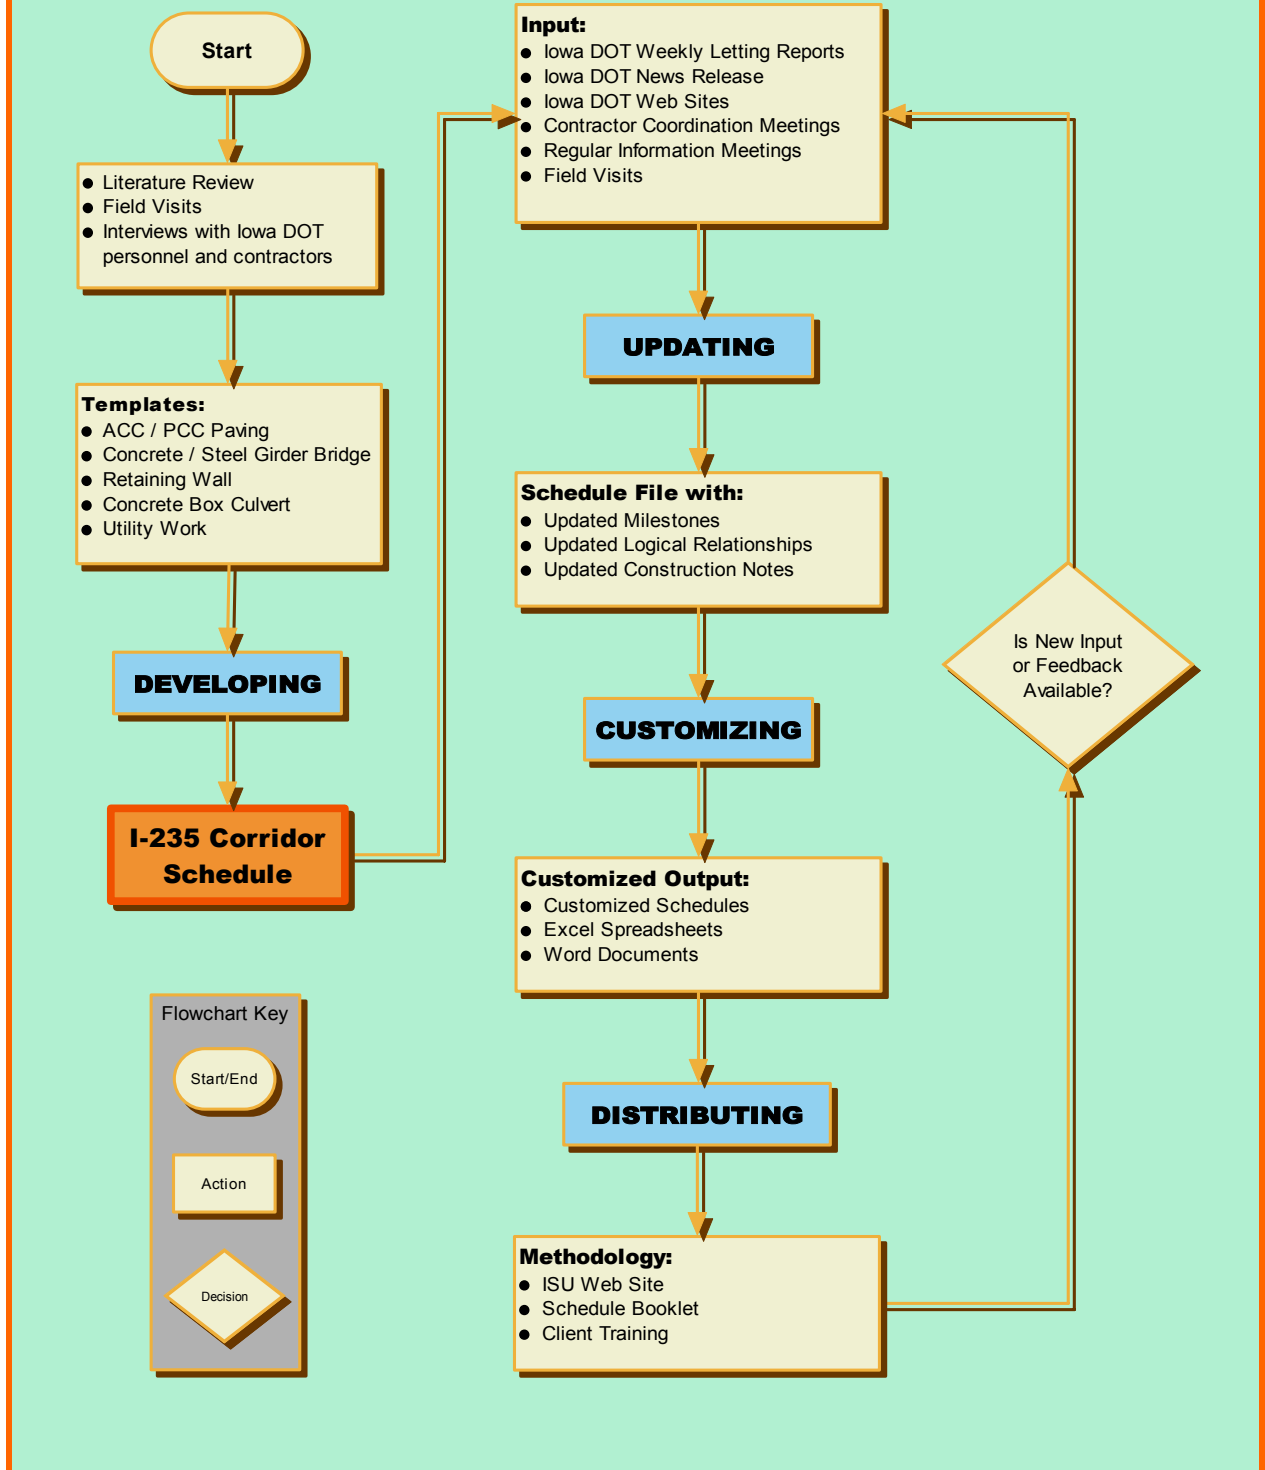 Start
● Literature Review
● Field Visits
● Interviews with Iowa DOT
personnel and contractors
Templates:
● ACC / PCC Paving
● Concrete / Steel Girder Bridge
● Retaining Wall
● Concrete Box Culvert
● Utility Work
DEVELOPING
I-235 Corridor
Schedule
Input:
● Iowa DOT Weekly Letting Reports
● Iowa DOT News Release
● Iowa DOT Web Sites
● Contractor Coordination Meetings
● Regular Information Meetings
● Field Visits
UPDATING
Schedule File with:
● Updated Milestones
● Updated Logical Relationships
● Updated Construction Notes
CUSTOMIZING
Customized Output:
● Customized Schedules
● Excel Spreadsheets
● Word Documents
DISTRIBUTING
Methodology:
● ISU Web Site
● Schedule Booklet
● Client Training
Is New Input
or Feedback
Available?
Flowchart Key
Start/End
Action
Decision